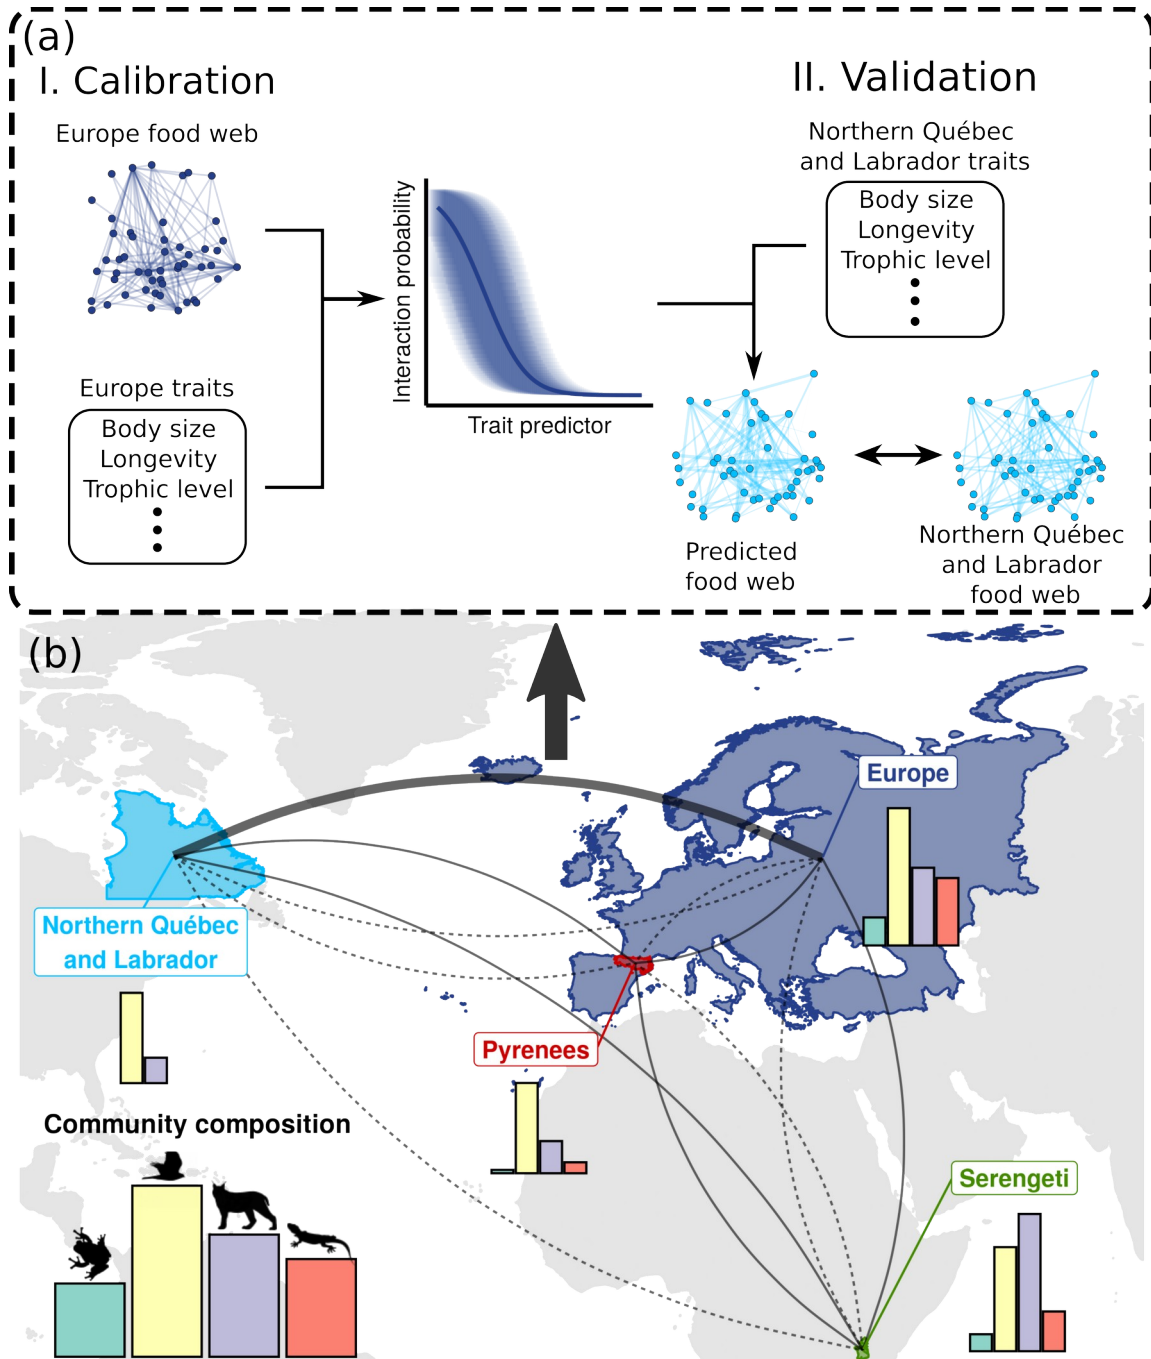 (a)
I. Calibration
II. Validation
Europe food web
Northern Québec
and Labrador traits
Body size
Longevity
Trophic level
Interaction probability
Trait predictor
Europe traits
Body size
Longevity
Trophic level
Predicted
food web
Northern Québec
and Labrador
food web
(b)
Europe
Northern Québec
and Labrador
Pyrenees
Community composition
Serengeti